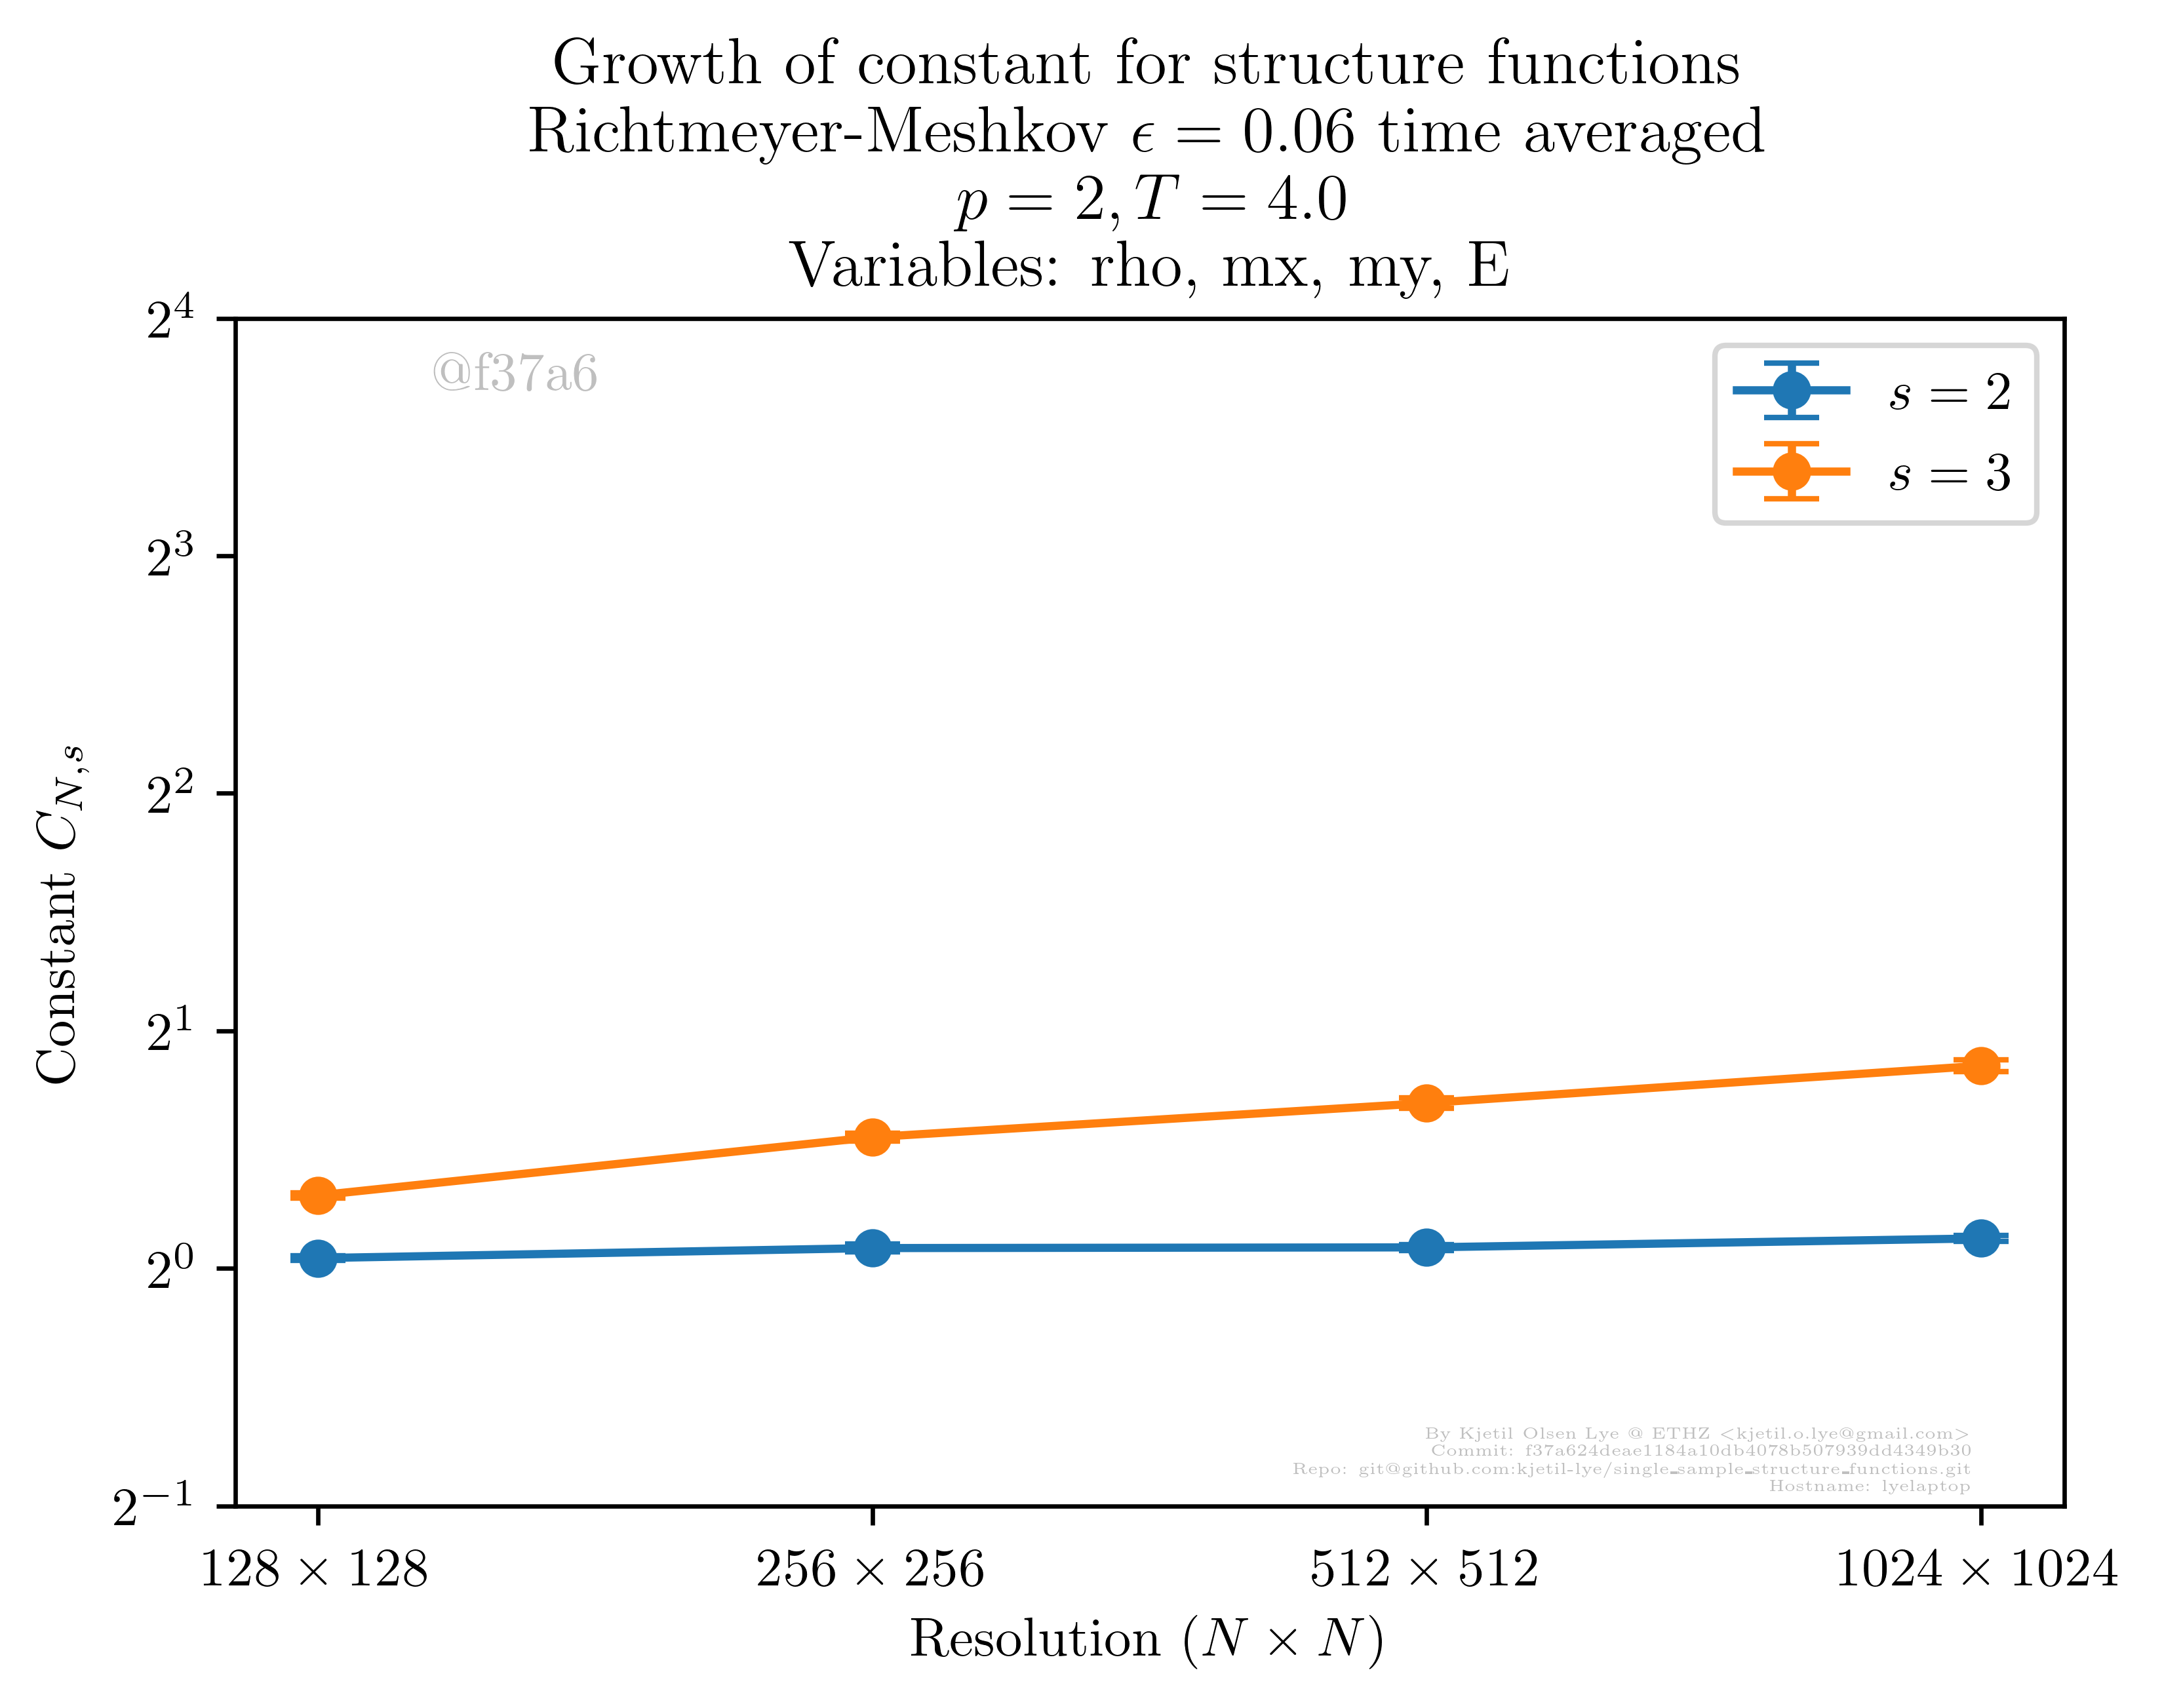 Growth of constant for structure functions
Richtmeyer-Meshkov ϵ = 0.06 time averaged
p = 2, T = 4.0
Variables: rho, mx, my, E
@f37a6
s = 2
s = 3
2⁴
2³
2²
2¹
2⁰
2⁻¹
Constant C_{N,s}
By Kjetil Olsen Lye @ ETHZ <kjetil.o.lye@gmail.com>
Commit: f37a624deae1184a10db4078b507939dd4349b30
Repo: git@github.com:kjetil-lye/single_sample_structure_functions.git
Hostname: lyelaptop
128 × 128 256 × 256 512 × 512 1024 × 1024
Resolution (N × N)